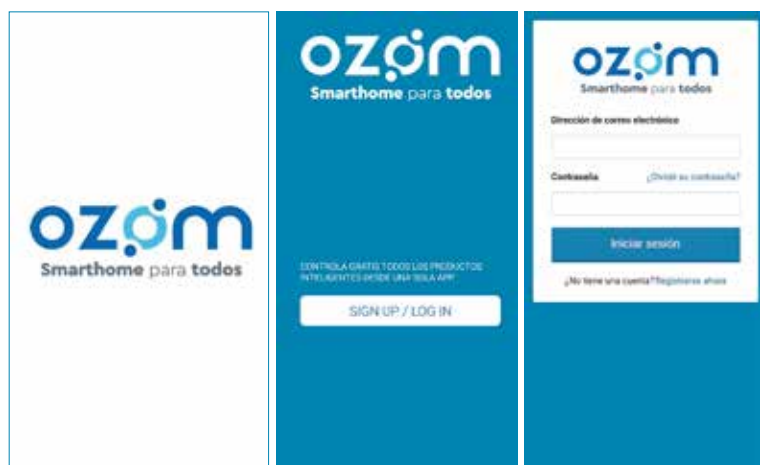 ozom
Smarthome para todos
ozom
Smarthome para todos
CONTROLA GRATIS TODOS LOS PRODUCTOS
INTELIGENTES DESDE UNA SOLA APP
SIGN UP / LOG IN
ozom
Smarthome para todos
Dirección de correo electrónico
Contraseña ¿Olvidó su contraseña?
Iniciar sesión
¿No tiene una cuenta? Registrarse ahora